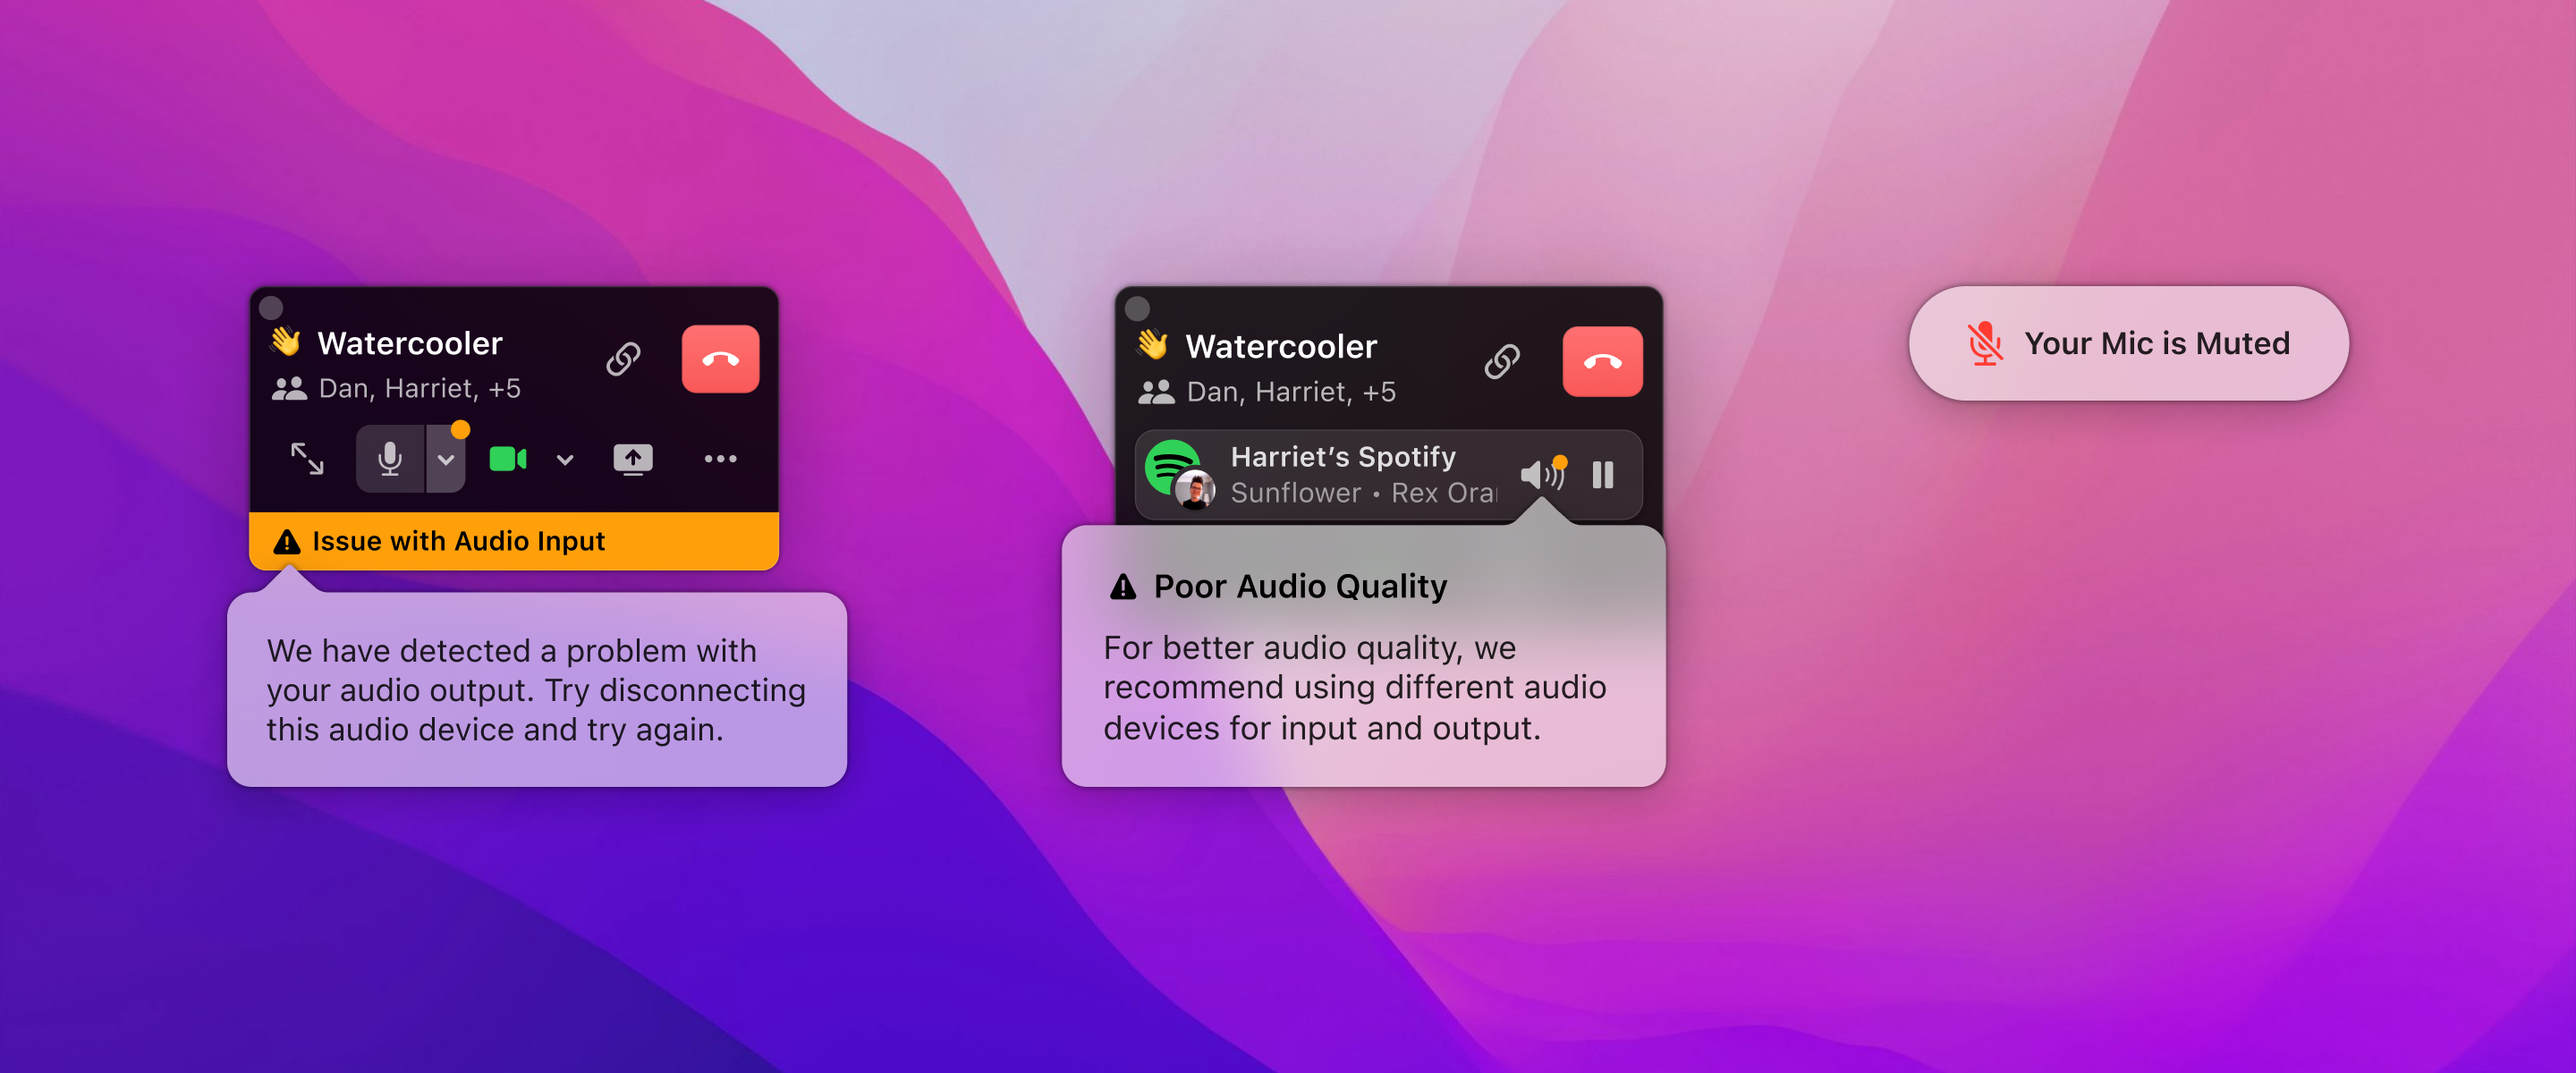 Watercooler
Dan, Harriet, +5
Issue with Audio Input
We have detected a problem with
your audio output. Try disconnecting
this audio device and try again.
Watercooler
Dan, Harriet, +5
Harriet’s Spotify
Sunflower • Rex Ora
Poor Audio Quality
For better audio quality, we
recommend using different audio
devices for input and output.
Your Mic is Muted